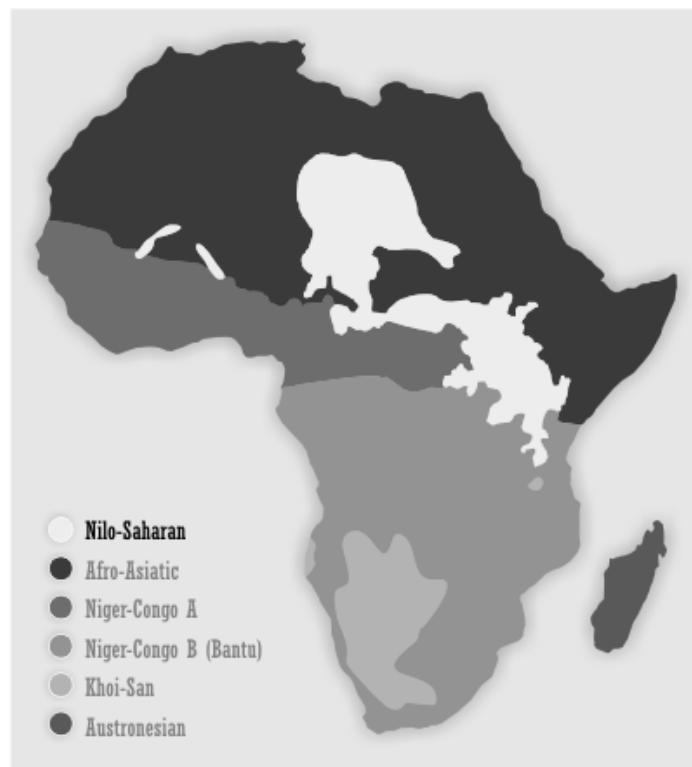 Nilo-Saharan
Afro-Asiatic
Niger-Congo A
Niger-Congo B (Bantu)
Khoi-San
Austronesian